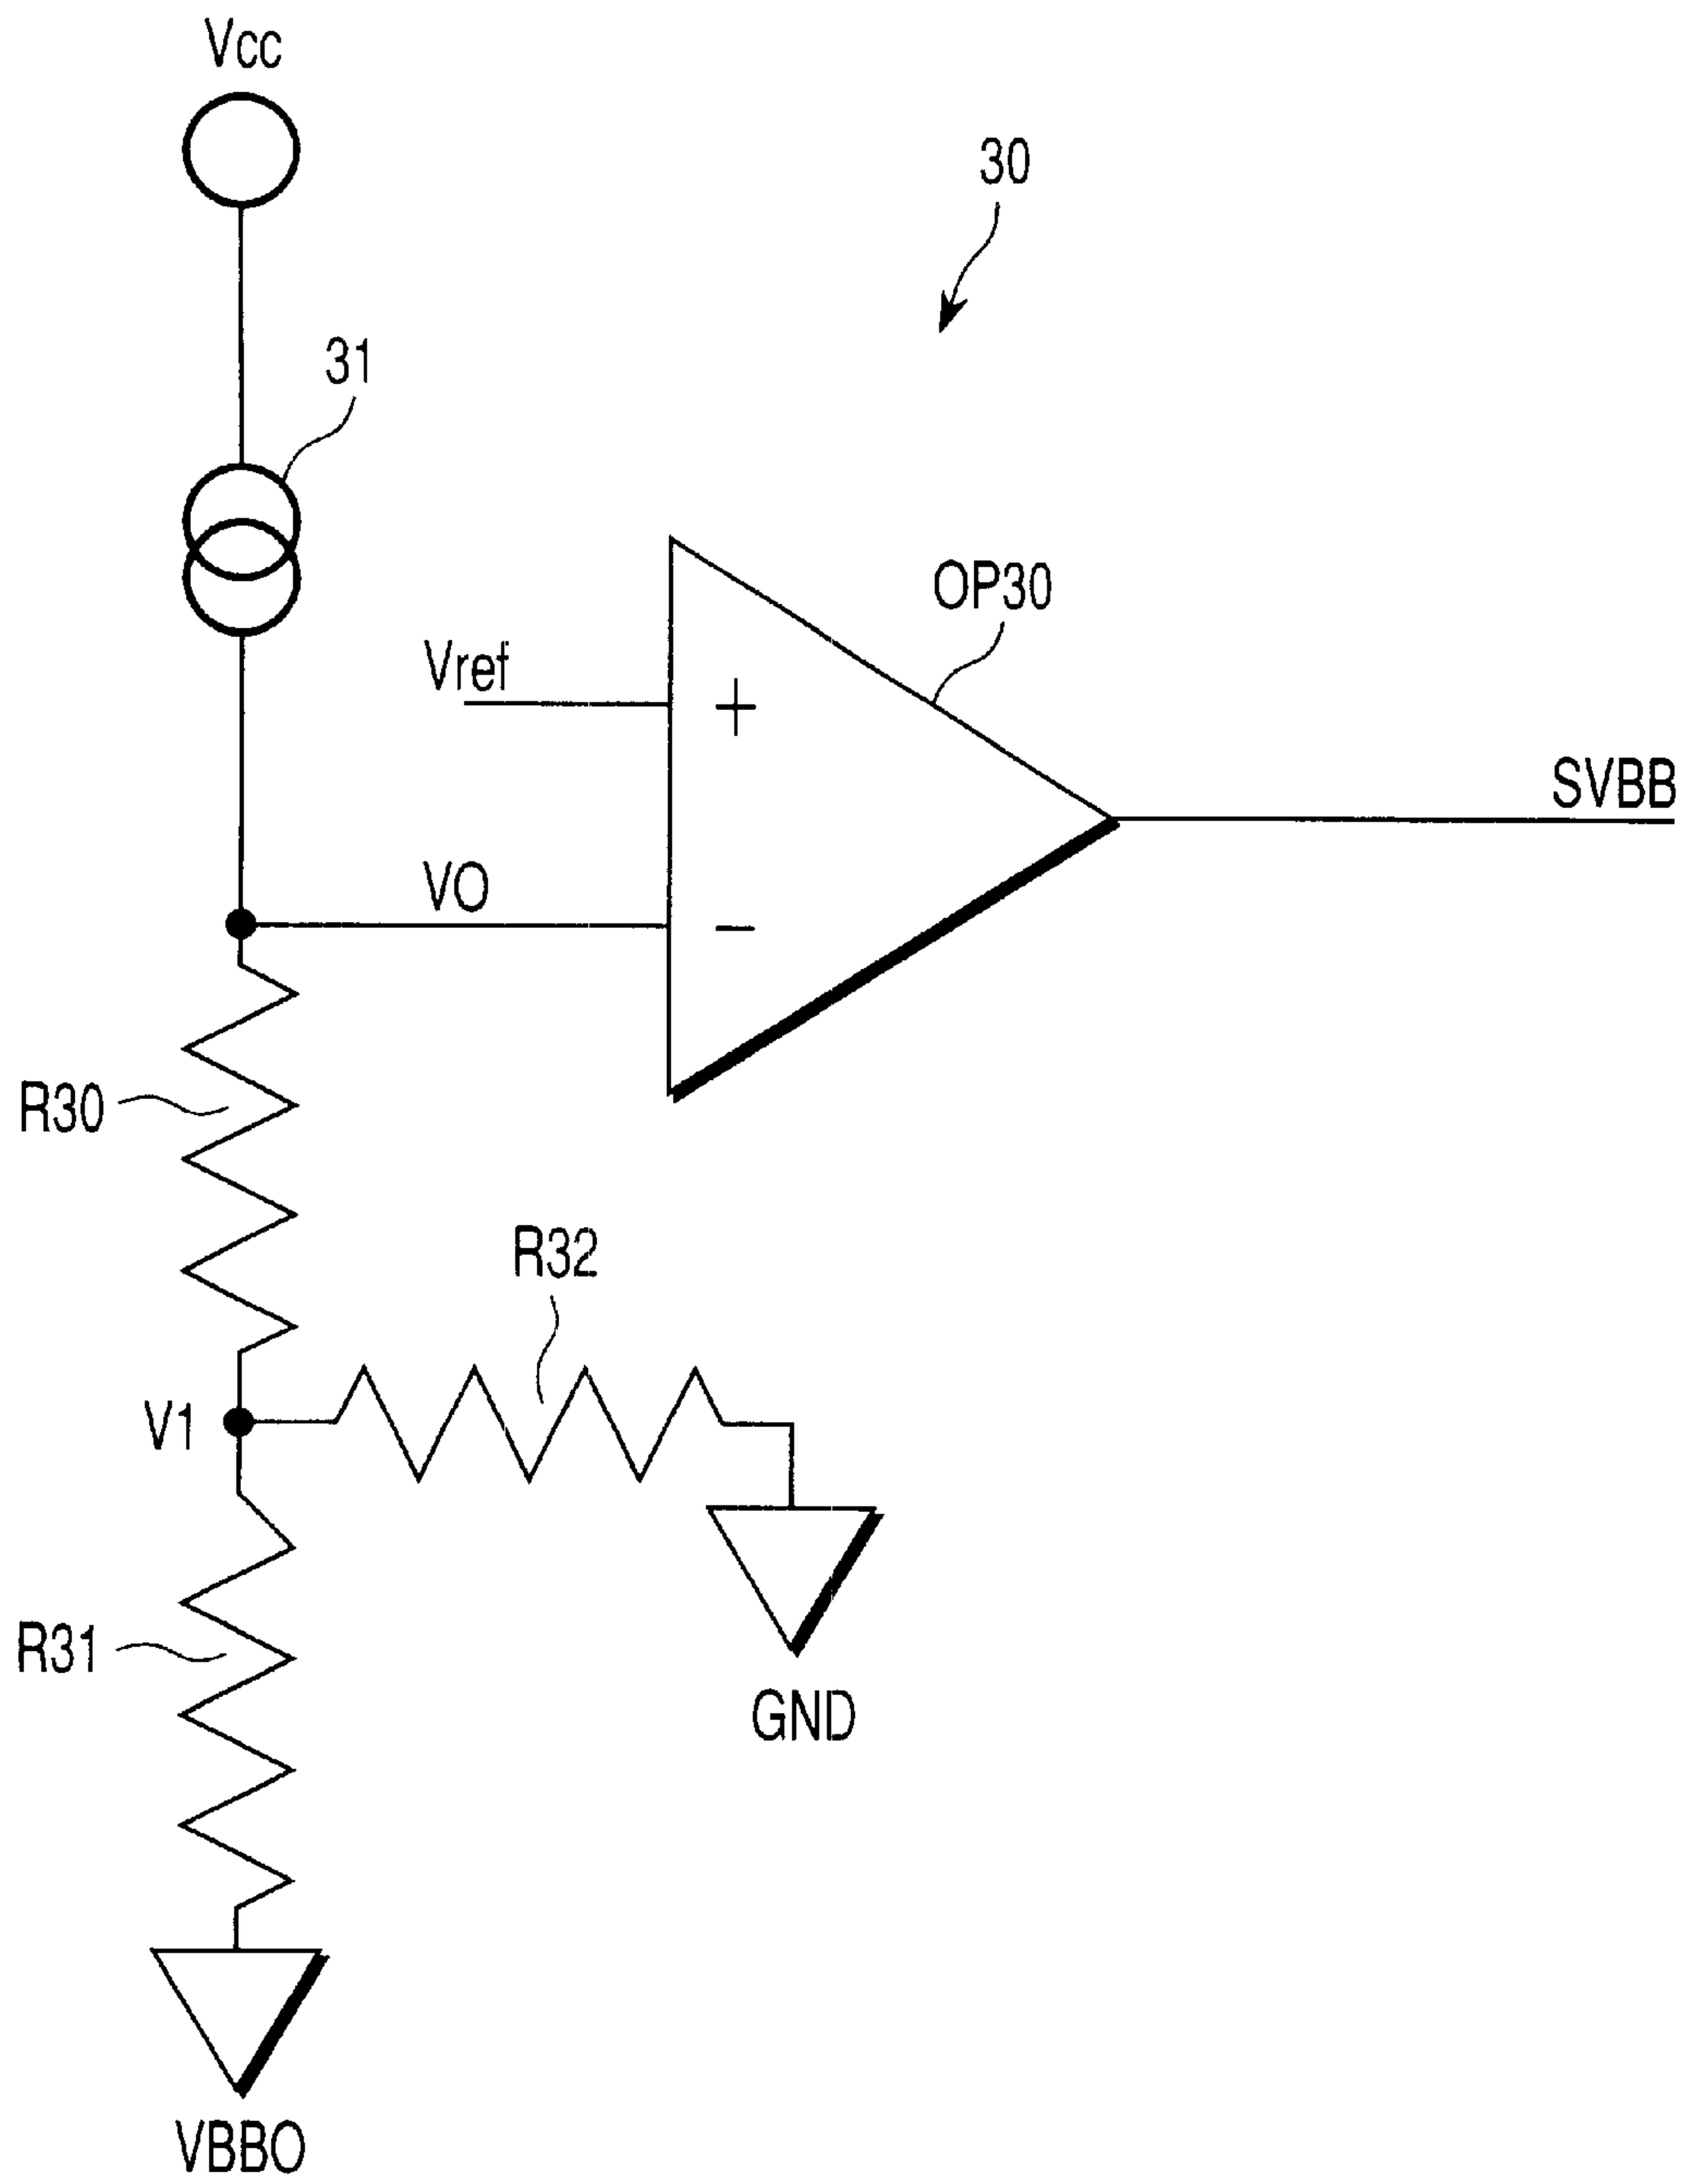 Vcc
30
31
OP30
Vref
+
SVBB
VO
−
R30
R32
V1
R31
GND
VBBO